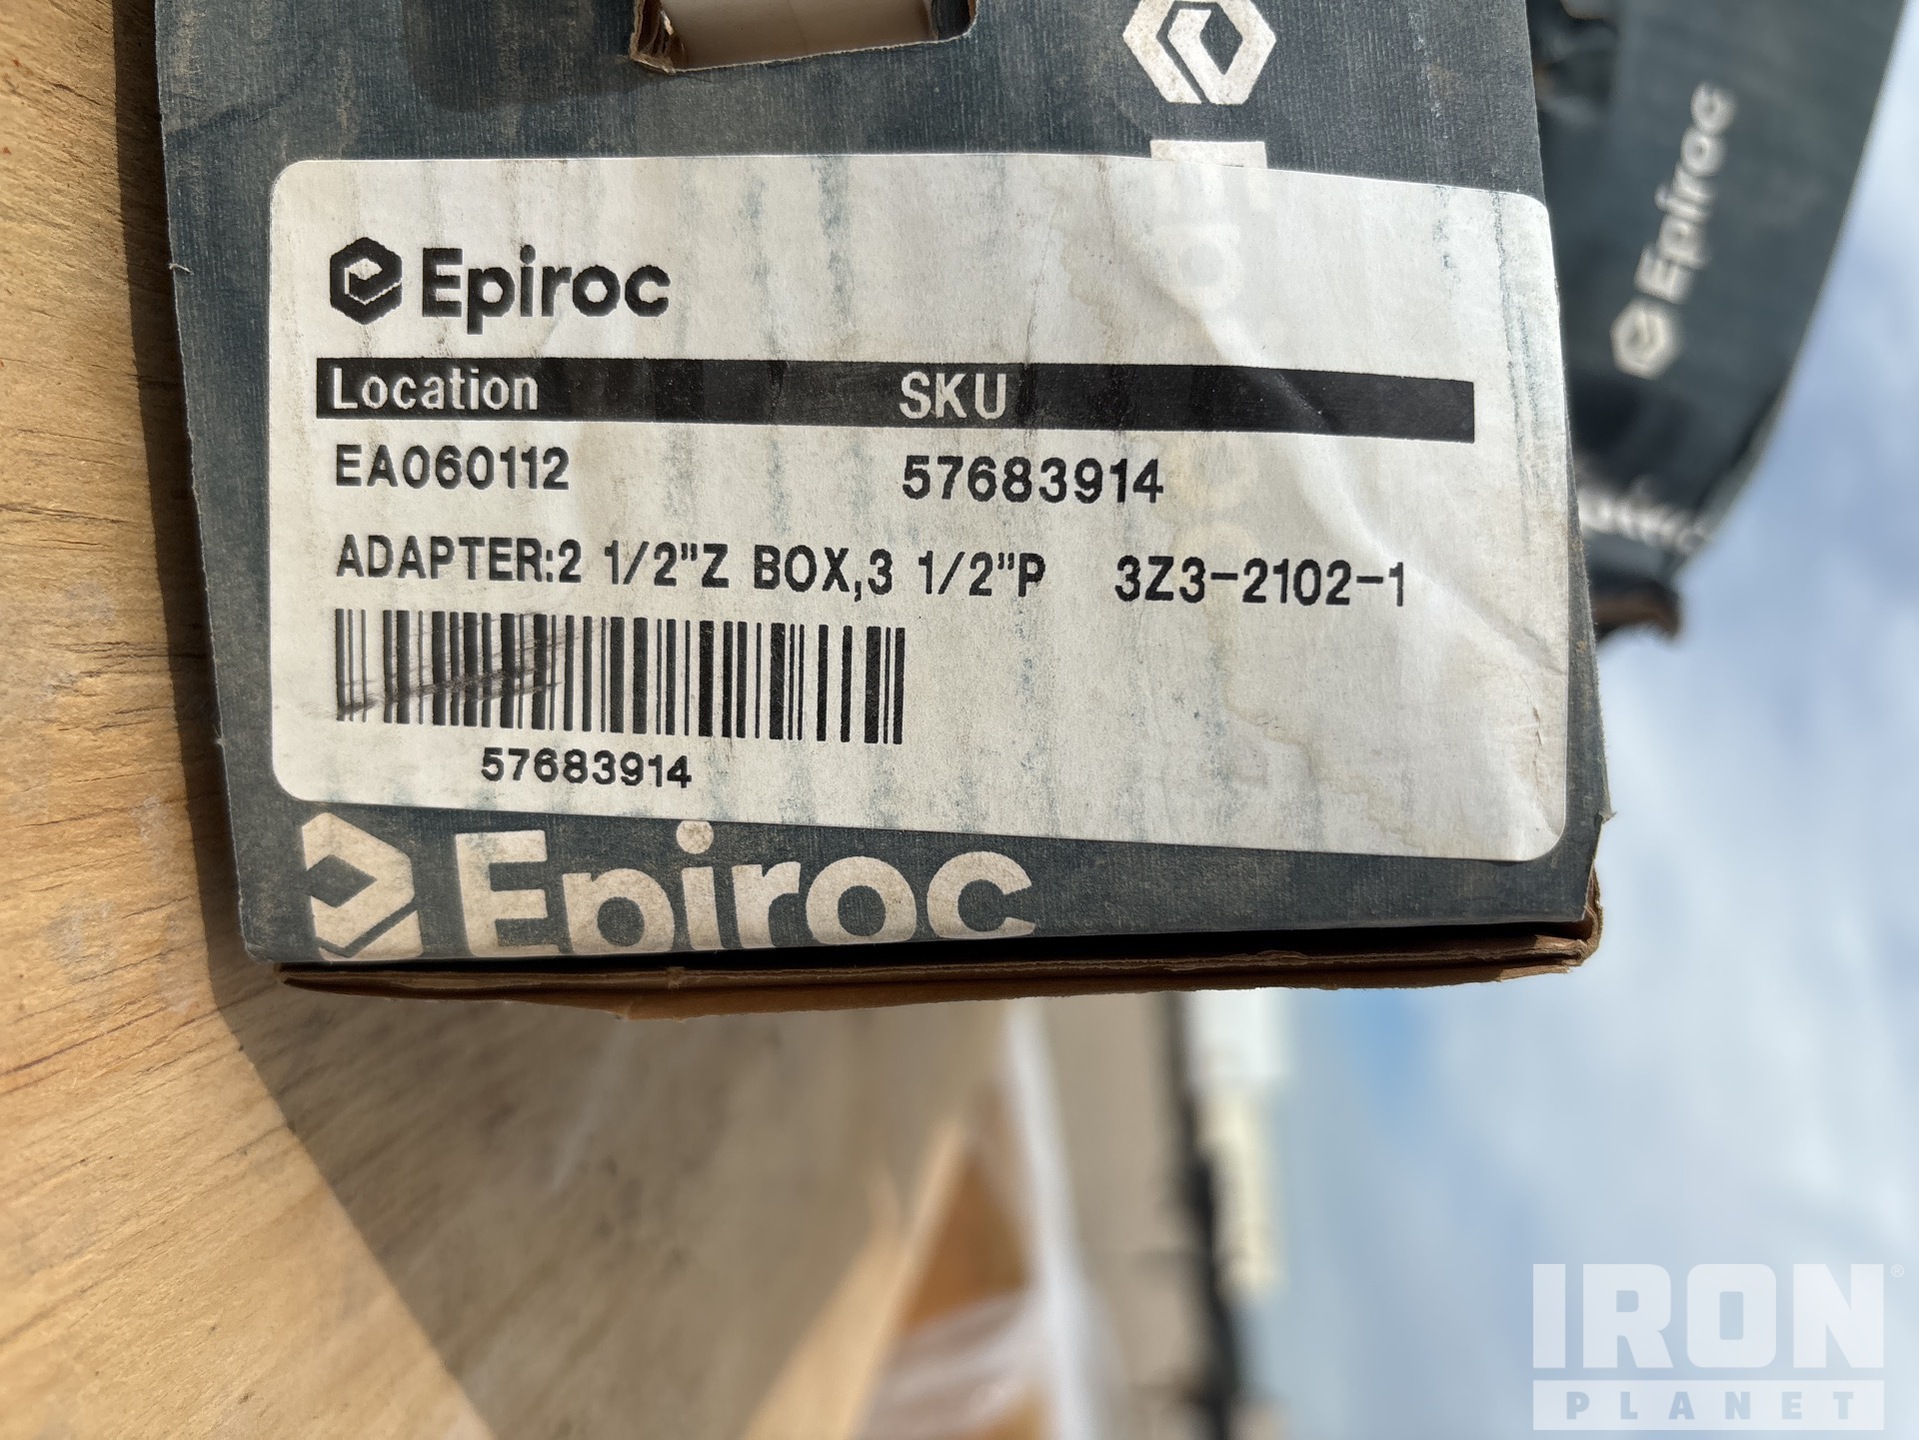 Epiroc
Epiroc
Location SKU
EA060112 57683914
ADAPTER:2 1/2"Z BOX,3 1/2"P 3Z3-2102-1
57683914
Epiroc
IRON
PLANET